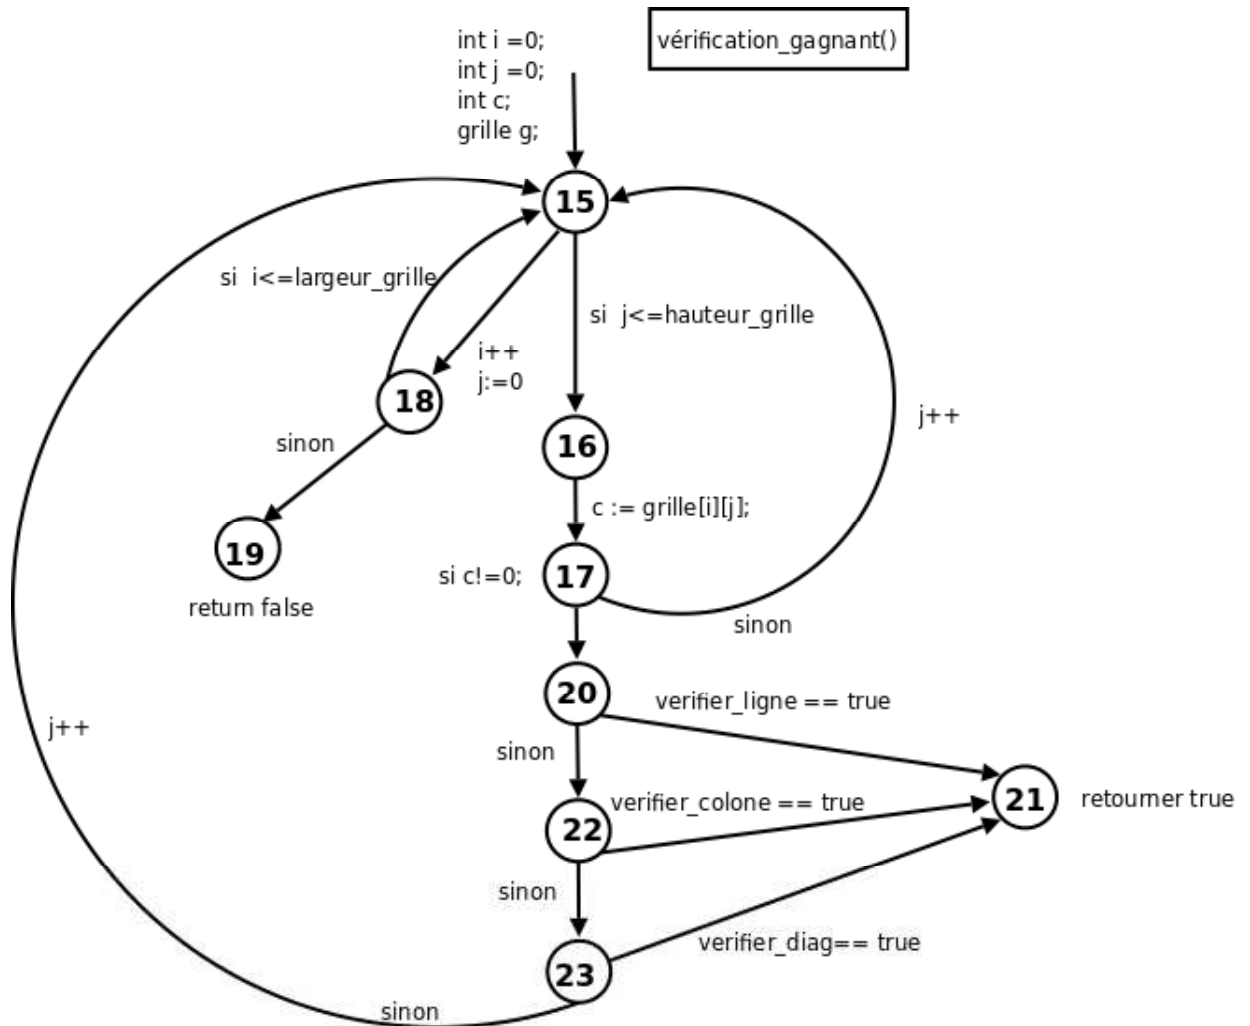 int i =0;
int j =0;
int c;
grille g;
vérification_gagnant()
15
si i<=largeur_grille
si j<=hauteur_grille
i++
j:=0
18
j++
sinon
16
c := grille[i][j];
19
si c!=0;
17
return false
sinon
20
verifier_ligne == true
j++
sinon
verifier_colone == true
21
retourner true
22
sinon
verifier_diag== true
23
sinon